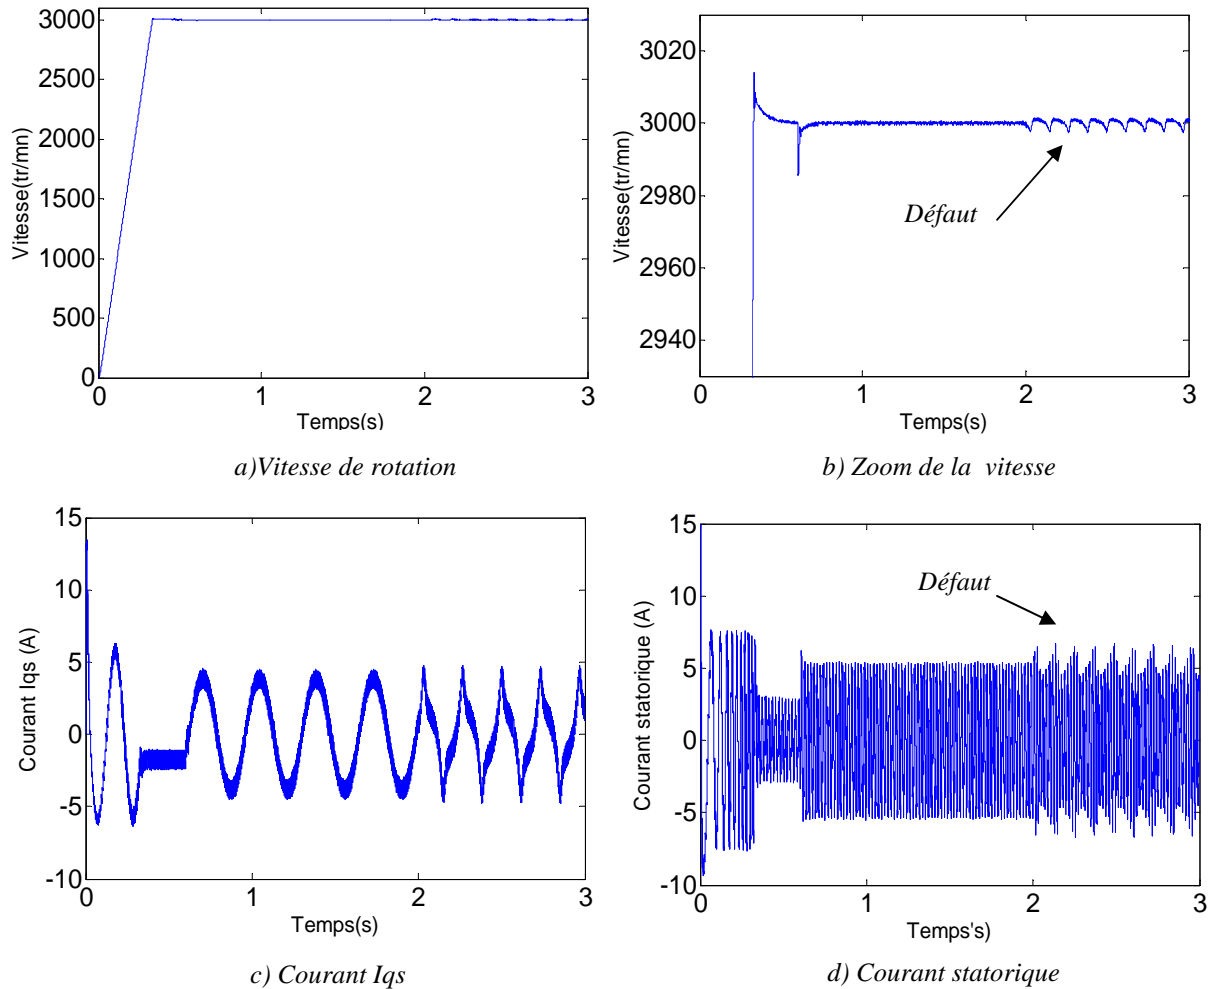 3000
2500
2000
1500
1000
500
0
Vitesse(tr/mn)
0 1 2 3
Temps(s)
a)Vitesse de rotation
3020
3000
2980
2960
2940
Vitesse(tr/mn)
Défaut
0 1 2 3
Temps(s)
b) Zoom de la vitesse
15
10
5
0
-5
-10
Courant Iqs (A)
0 1 2 3
Temps(s)
c) Courant Iqs
15
10
5
0
-5
-10
Courant statorique (A)
Défaut
0 1 2 3
Temps's)
d) Courant statorique